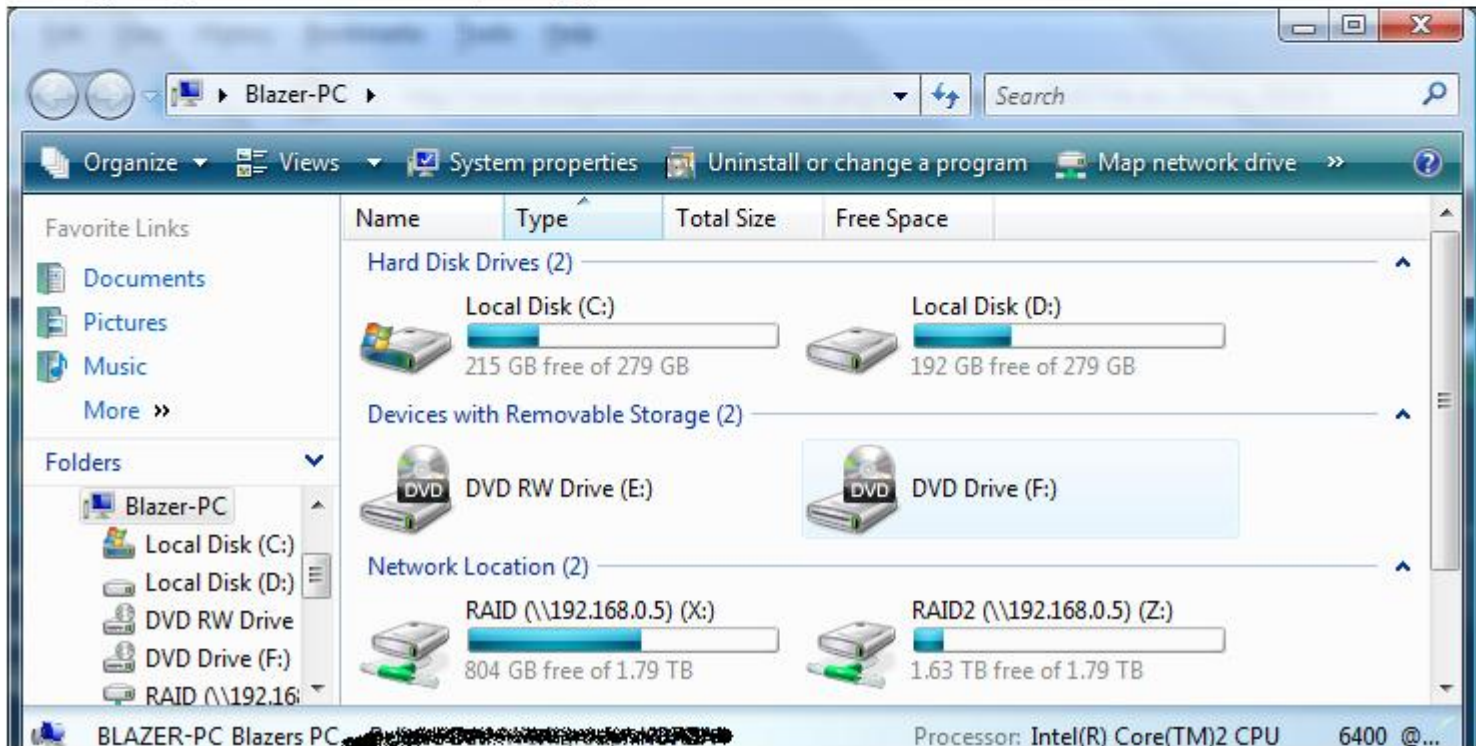 Blazer-PC
Search
Organize Views System properties Uninstall or change a program Map network drive »
Favorite Links
Documents
Pictures
Music
More »
Folders
Blazer-PC
Local Disk (C:)
Local Disk (D:)
DVD RW Drive
DVD Drive (F:)
RAID (\\192.16
Name Type Total Size Free Space
Hard Disk Drives (2)
Local Disk (C:)
215 GB free of 279 GB
Local Disk (D:)
192 GB free of 279 GB
Devices with Removable Storage (2)
DVD RW Drive (E:)
DVD
DVD Drive (F:)
DVD
Network Location (2)
RAID (\\192.168.0.5) (X:)
804 GB free of 1.79 TB
RAID2 (\\192.168.0.5) (Z:)
1.63 TB free of 1.79 TB
BLAZER-PC Blazers PC
Processor: Intel(R) Core(TM)2 CPU 6400 @...